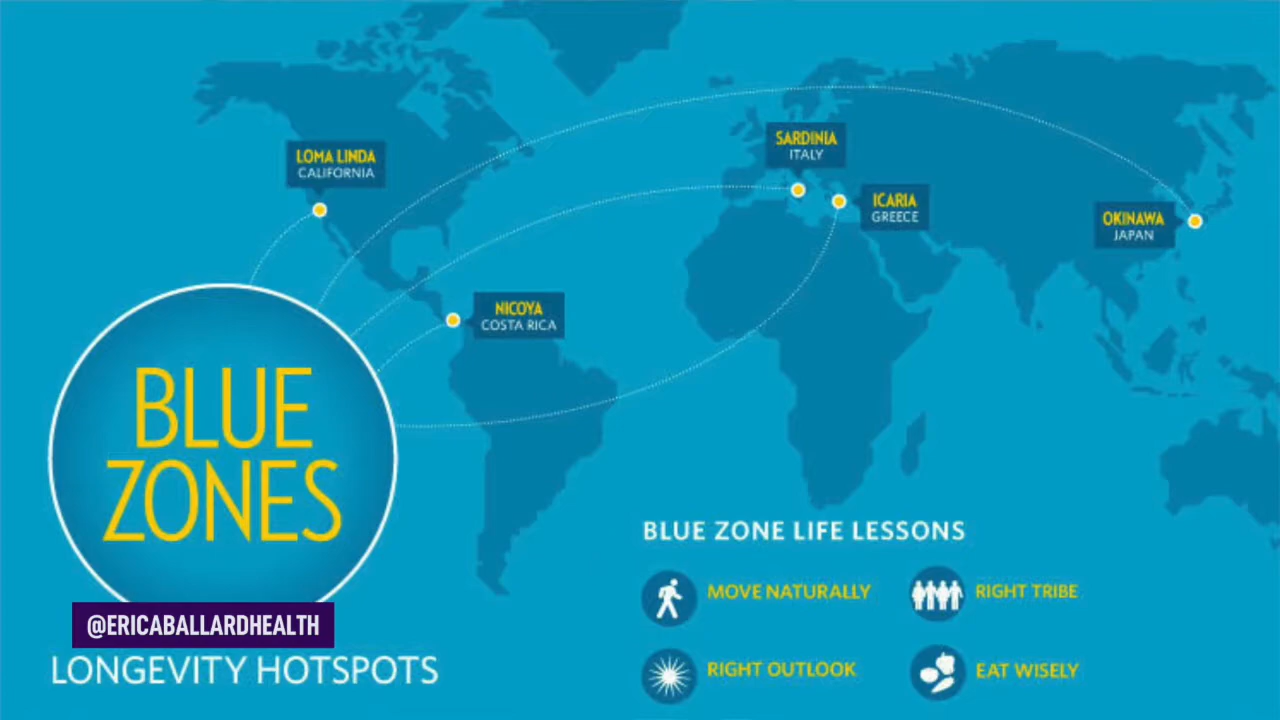 LOMA LINDA
CALIFORNIA
SARDINIA
ITALY
ICARIA
GREECE
OKINAWA
JAPAN
NICOYA
COSTA RICA
BLUE
ZONES
@ERICABALLARDHEALTH
LONGEVITY HOTSPOTS
BLUE ZONE LIFE LESSONS
MOVE NATURALLY
RIGHT TRIBE
RIGHT OUTLOOK
EAT WISELY